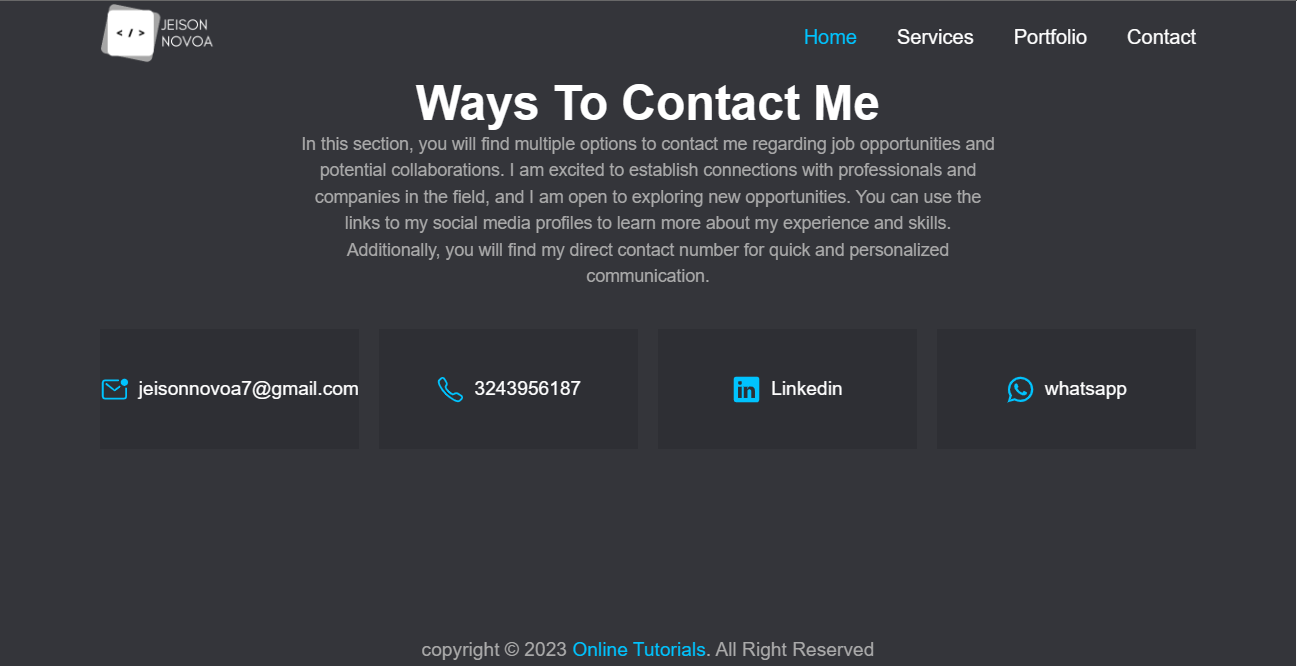 </>
JEISON
NOVOA
Home Services Portfolio Contact
Ways To Contact Me
In this section, you will find multiple options to contact me regarding job opportunities and
potential collaborations. I am excited to establish connections with professionals and
companies in the field, and I am open to exploring new opportunities. You can use the
links to my social media profiles to learn more about my experience and skills.
Additionally, you will find my direct contact number for quick and personalized
communication.
jeisonnovoa7@gmail.com 3243956187 Linkedin whatsapp
copyright © 2023 Online Tutorials. All Right Reserved